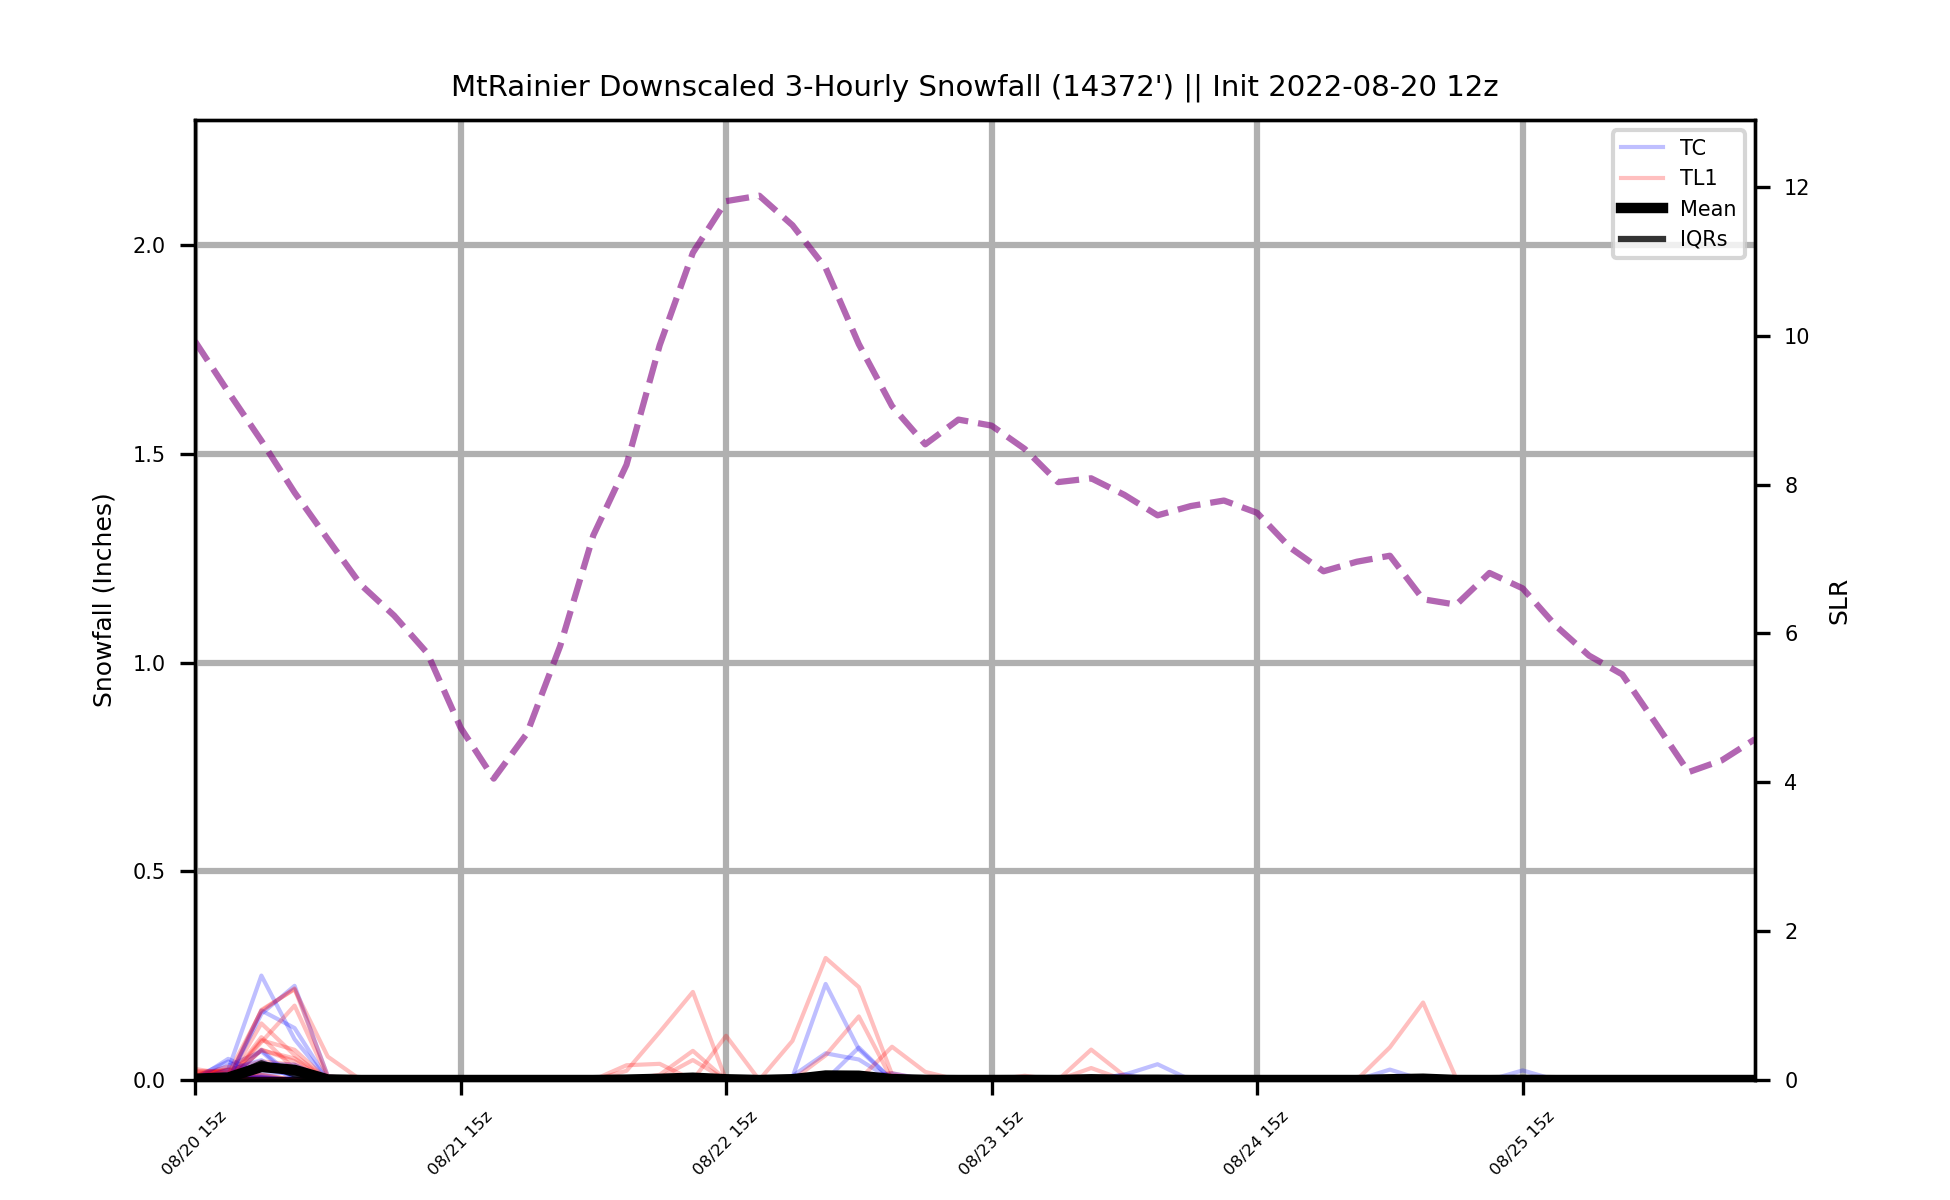 MtRainier Downscaled 3-Hourly Snowfall (14372') || Init 2022-08-20 12z
TC
TL1
Mean
IQRs
2.0
1.5
1.0
0.5
0.0
Snowfall (Inches)
12
10
8
6
4
2
0
SLR
08/20 15z
08/21 15z
08/22 15z
08/23 15z
08/24 15z
08/25 15z